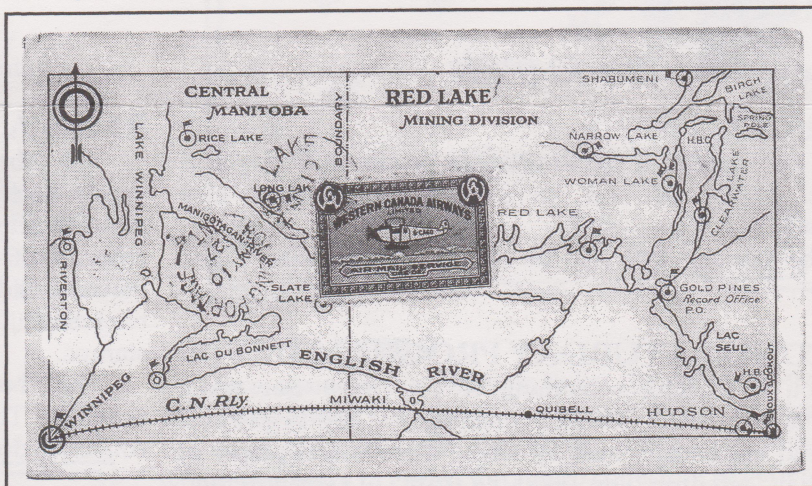 CENTRAL
MANITOBA
BOUNDARY
RED LAKE
MINING DIVISION
SHABUMENI
BIRCH
LAKE
SPRING
POLE
RICE LAKE
NARROW LAKE
H.B.C.
LAKE WINNIPEG
LONG LAK
WOMAN LAKE
LAKE
CLEARWATER
MANIGOTAGAN RIVER
WESTERN CANADA AIRWAYS
LIMITED
G-CAGD
AIR MAIL SERVICE
RED LAKE
RIVERTON
SLATE
LAKE
GOLD PINES
Record Office
P.O.
LAC DU BONNETT
ENGLISH RIVER
LAC
SEUL
H.B.
C.N.Rly.
MIWAKI
QUIBELL
HUDSON
SIOUX LOOKOUT
WINNIPEG